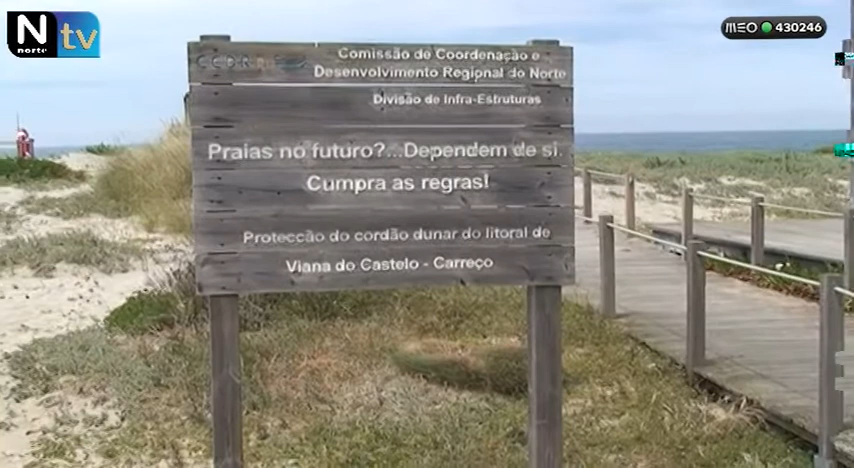 N tv
norte
MEO 430246
CCDR
Comissão de Coordenação e
Desenvolvimento Regional do Norte
Divisão de Infra-Estruturas
Praias no futuro?...Dependem de si.
Cumpra as regras!
Protecção do cordão dunar do litoral de
Viana do Castelo - Carreço